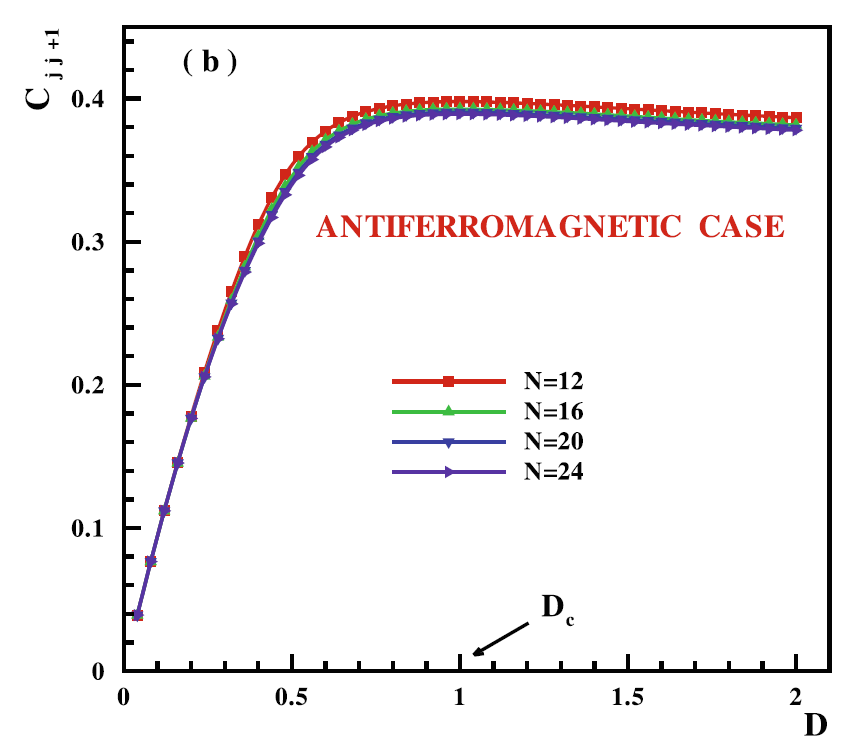 ( b )
C j j +1
0.4
0.3
0.2
0.1
0
ANTIFERROMAGNETIC CASE
N=12
N=16
N=20
N=24
Dc
0 0.5 1 1.5 2
D